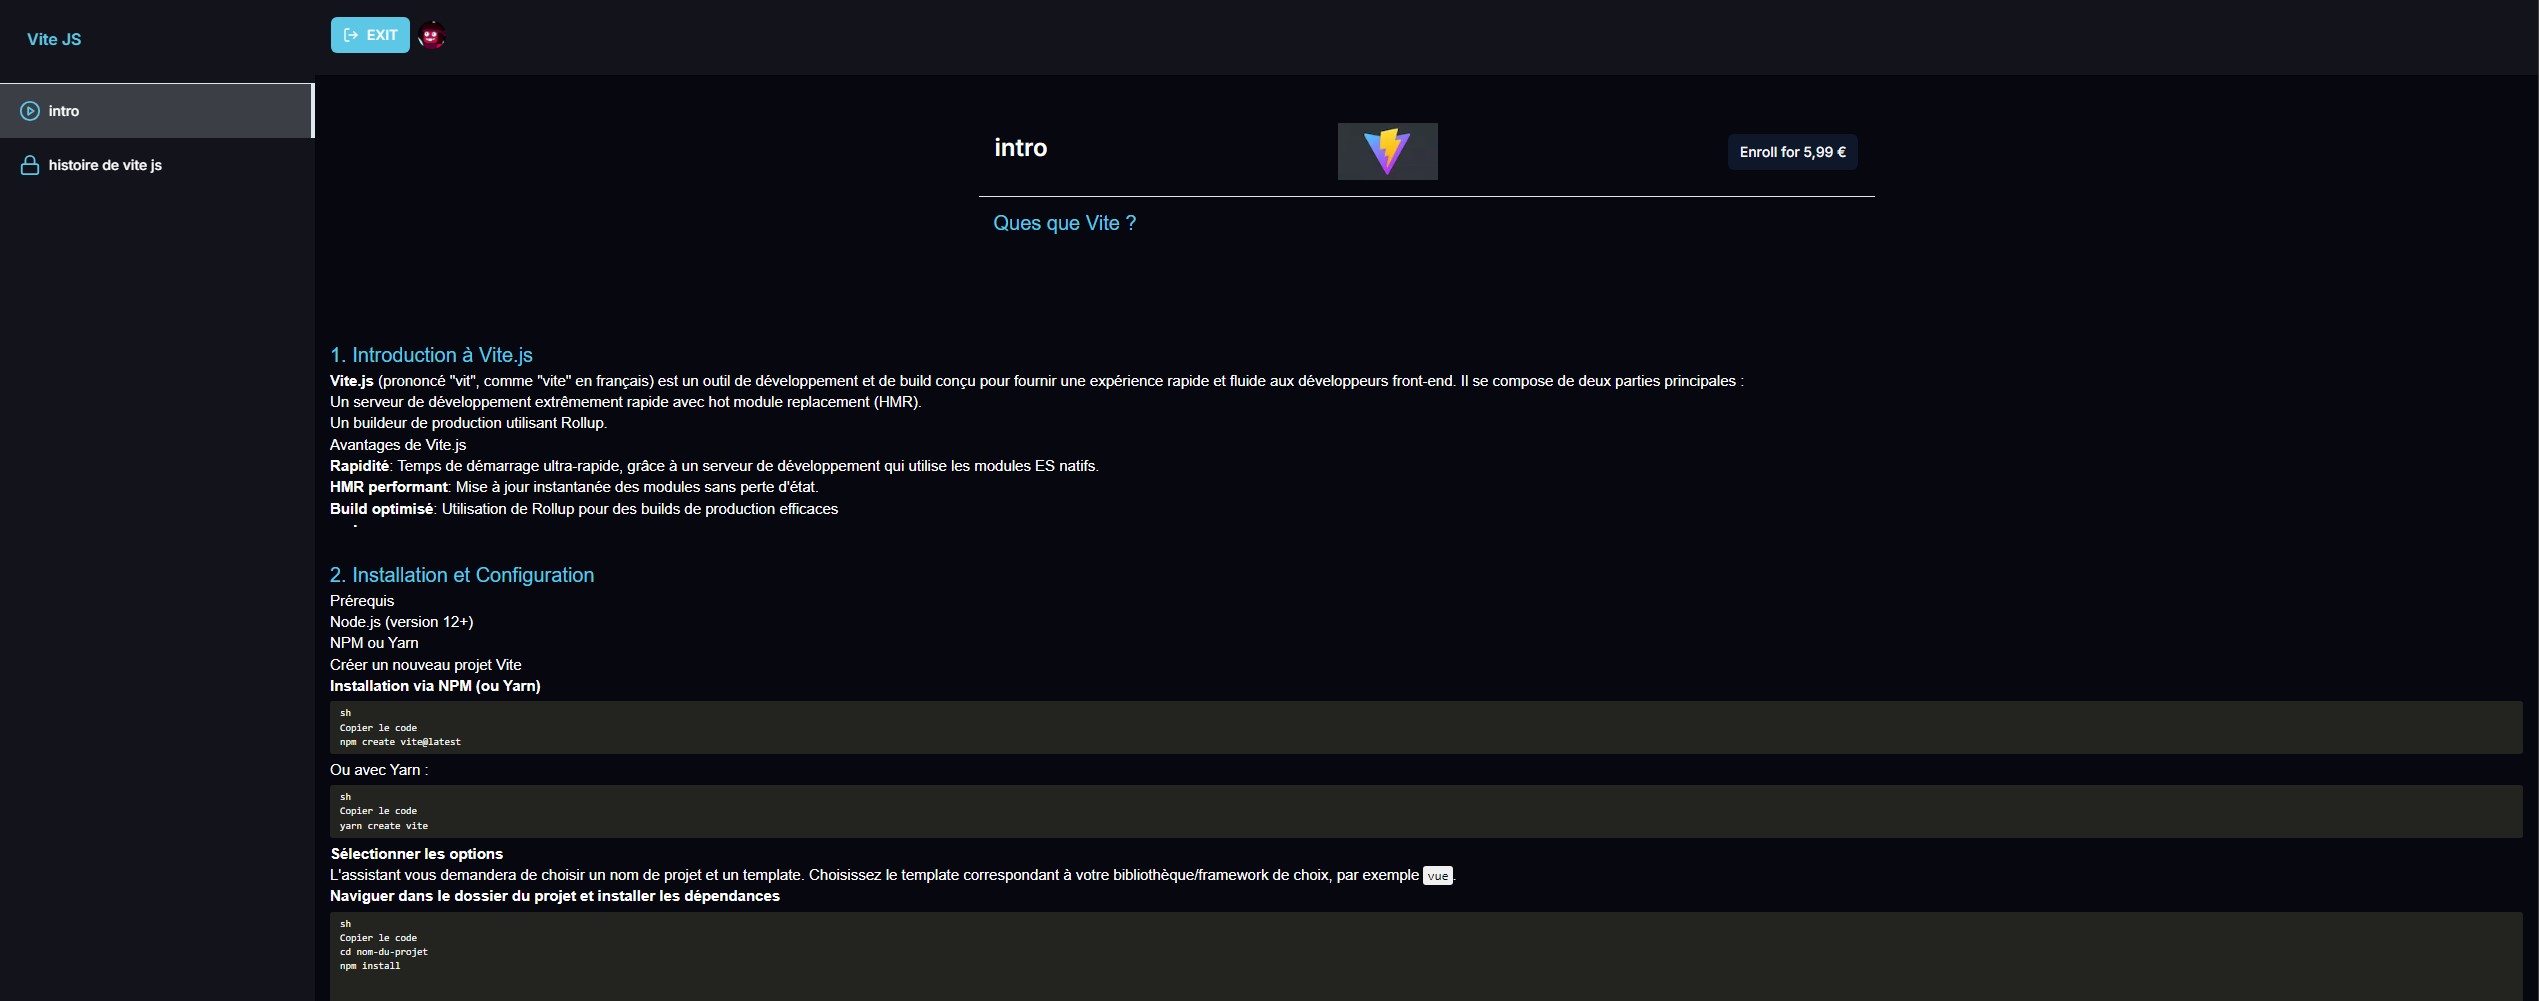 Vite JS
EXIT
intro
histoire de vite js
intro
Enroll for 5,99 €
Ques que Vite ?
1. Introduction à Vite.js
Vite.js (prononcé "vit", comme "vite" en français) est un outil de développement et de build conçu pour fournir une expérience rapide et fluide aux développeurs front-end. Il se compose de deux parties principales :
Un serveur de développement extrêmement rapide avec hot module replacement (HMR).
Un buildeur de production utilisant Rollup.
Avantages de Vite.js
Rapidité: Temps de démarrage ultra-rapide, grâce à un serveur de développement qui utilise les modules ES natifs.
HMR performant: Mise à jour instantanée des modules sans perte d'état.
Build optimisé: Utilisation de Rollup pour des builds de production efficaces
2. Installation et Configuration
Prérequis
Node.js (version 12+)
NPM ou Yarn
Créer un nouveau projet Vite
Installation via NPM (ou Yarn)
sh
Copier le code
npm create vite@latest
Ou avec Yarn :
sh
Copier le code
yarn create vite
Sélectionner les options
L'assistant vous demandera de choisir un nom de projet et un template. Choisissez le template correspondant à votre bibliothèque/framework de choix, par exemple vue.
Naviguer dans le dossier du projet et installer les dépendances
sh
Copier le code
cd nom-du-projet
npm install